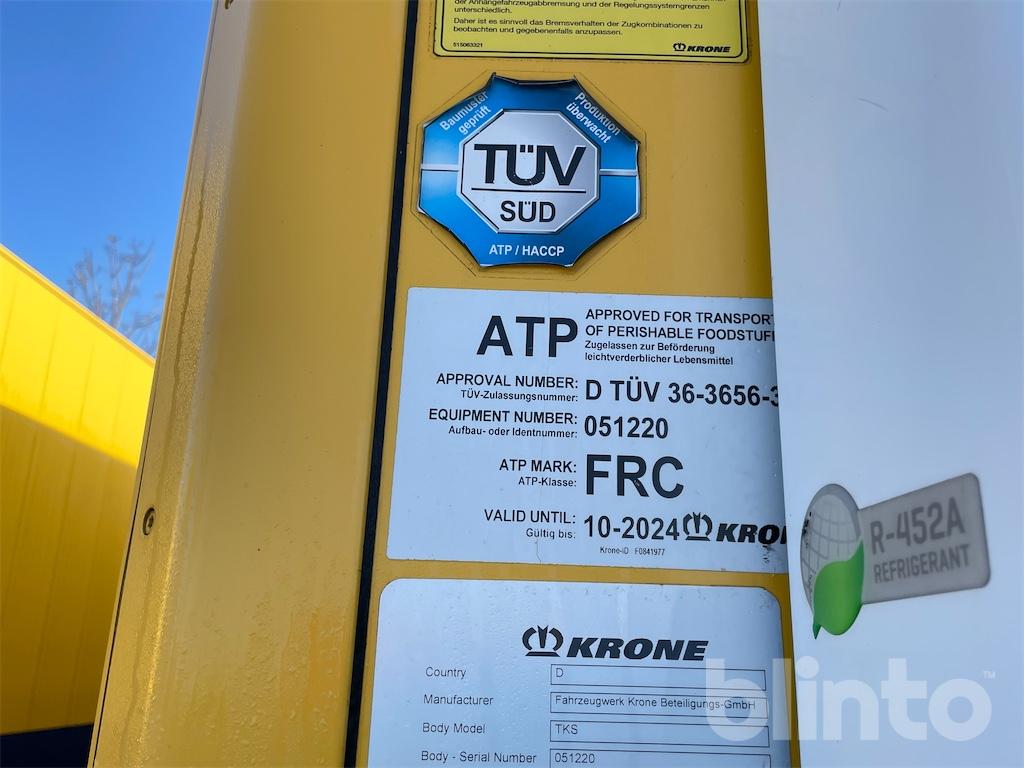 der Anhängefahrzeugabbremsung und der Regelungssystemgrenzen
unterschiedlich.
Daher ist es sinnvoll das Bremsverhalten der Zugkombinationen zu
beobachten und gegebenenfalls anzupassen.
515063321
KRONE
Baumuster
geprüft
Produktion
überwacht
TÜV
SÜD
ATP / HACCP
ATP
APPROVED FOR TRANSPORT
OF PERISHABLE FOODSTUF
Zugelassen zur Beförderung
leichtverderblicher Lebensmittel
APPROVAL NUMBER: D TÜV 36-3656-3
TÜV-Zulassungsnummer:
EQUIPMENT NUMBER: 051220
Aufbau- oder Identnummer:
ATP MARK: FRC
ATP-Klasse:
VALID UNTIL: 10-2024 KRO
Gültig bis:
Krone-ID F0841977
R-452A
REFRIGERANT
KRONE
Country D
Manufacturer Fahrzeugwerk Krone Beteiligungs-GmbH
Body Model TKS
Body - Serial Number 051220
blinto™